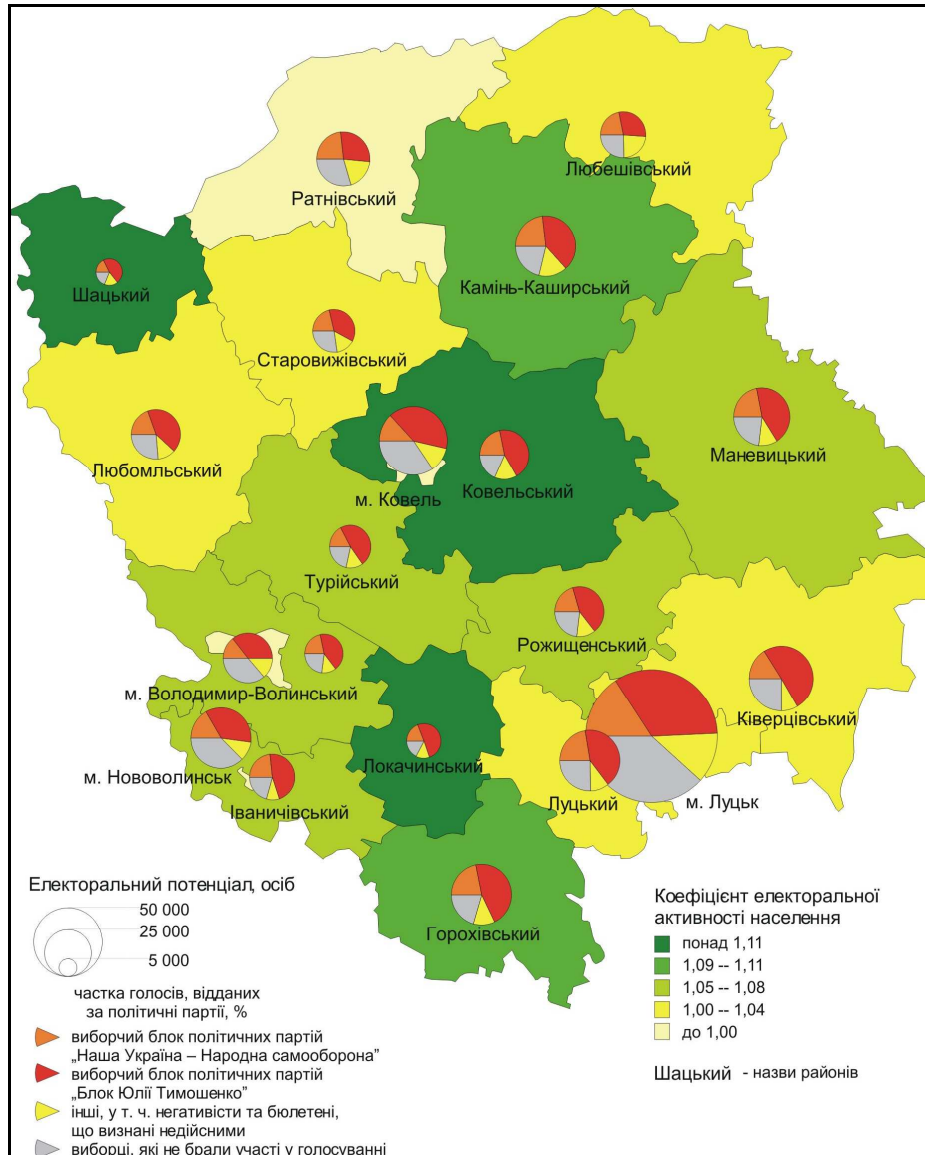 Любешівський
Ратнівський
Камінь-Каширський
Шацький
Старовижівський
Любомльський
Маневицький
м. Ковель
Ковельський
Турійський
Рожищенський
м. Володимир-Волинський
Ківерцівський
Локачинський
м. Нововолинськ
Луцький
м. Луцьк
Іваничівський
Горохівський
Електоральний потенціал, осіб
50 000
25 000
5 000
частка голосів, відданих
за політичні партії, %
виборчий блок політичних партій
„Наша Україна – Народна самооборона”
виборчий блок політичних партій
„Блок Юлії Тимошенко”
інші, у т. ч. негативісти та бюлетені,
що визнані недійсними
виборці, які не брали участі у голосуванні
Коефіцієнт електоральної
активності населення
понад 1,11
1,09 -- 1,11
1,05 -- 1,08
1,00 -- 1,04
до 1,00
Шацький - назви районів